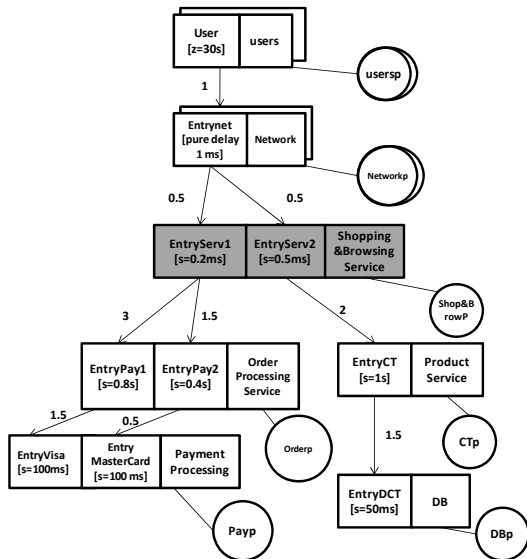 User
[z=30s]
users
usersp
1
Entrynet
[pure delay
1 ms]
Network
Networkp
0.5
0.5
EntryServ1
[s=0.2ms]
EntryServ2
[s=0.5ms]
Shopping
&Browsing
Service
Shop&B
rowP
3
1.5
2
EntryPay1
[s=0.8s]
EntryPay2
[s=0.4s]
Order
Processing
Service
EntryCT
[s=1s]
Product
Service
Orderp
CTp
1.5
0.5
1.5
EntryVisa
[s=100ms]
Entry
MasterCard
[s=100 ms]
Payment
Processing
Payp
EntryDCT
[s=50ms]
DB
DBp